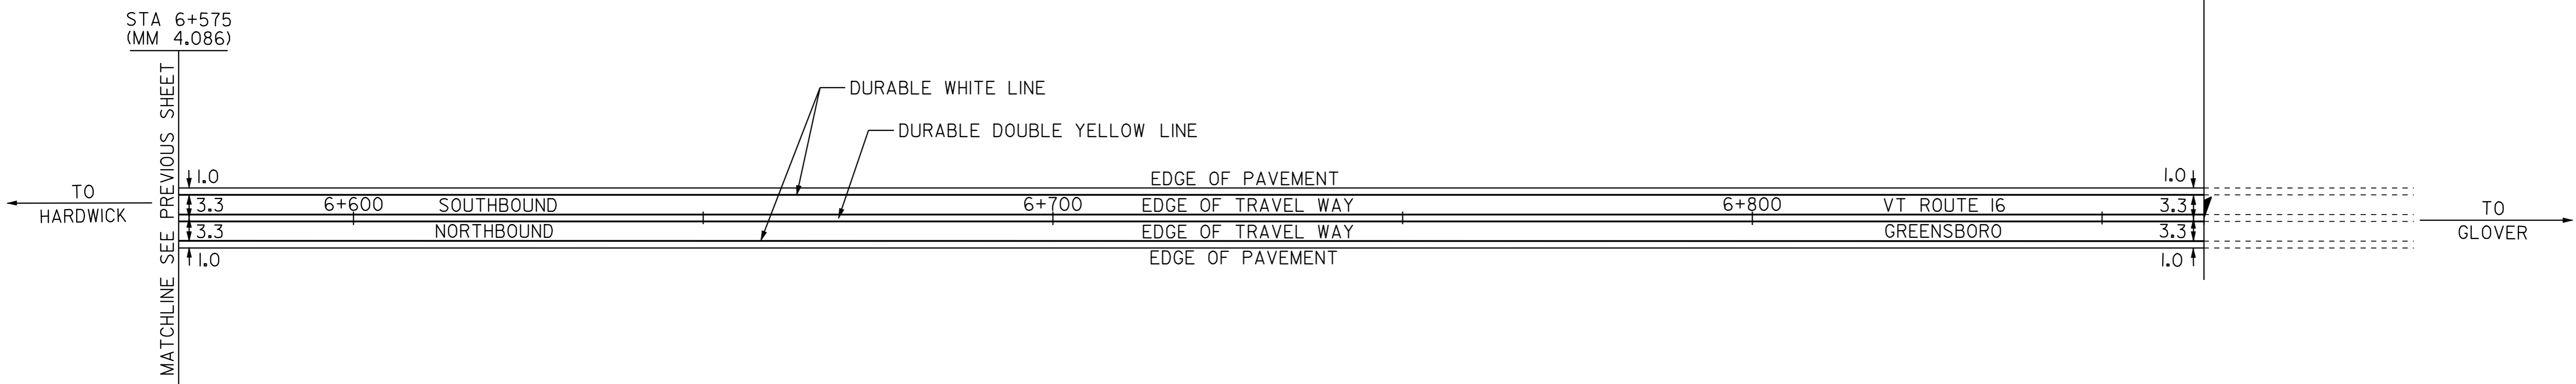 STA 6+575
(MM 4.086)
MATCHLINE SEE PREVIOUS SHEET
DURABLE WHITE LINE
DURABLE DOUBLE YELLOW LINE
TO
HARDWICK
1.0
EDGE OF PAVEMENT
1.0
3.3
6+600
SOUTHBOUND
6+700
EDGE OF TRAVEL WAY
6+800
VT ROUTE 16
3.3
3.3
NORTHBOUND
EDGE OF TRAVEL WAY
GREENSBORO
3.3
1.0
EDGE OF PAVEMENT
1.0
TO
GLOVER